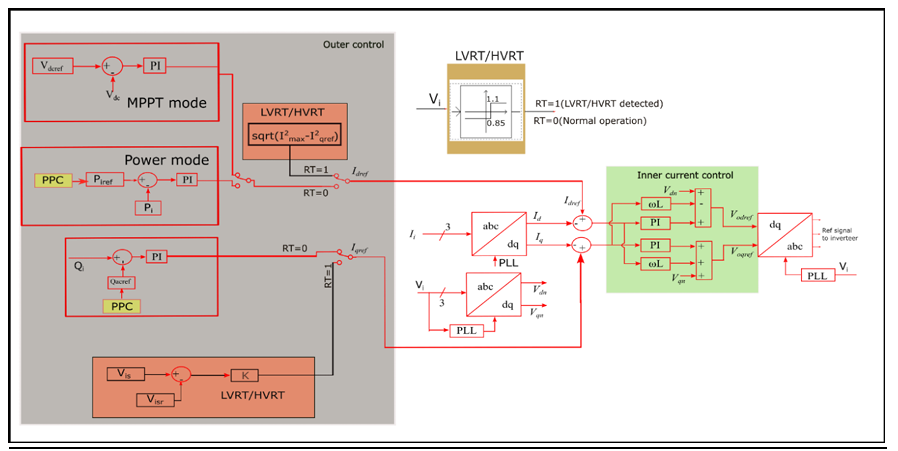 Outer control
Vdcref
+
-
PI
Vdc
MPPT mode
LVRT/HVRT
sqrt(I²max-I²qref)
RT=1
RT=0
Idref
Power mode
PPC
Piref
+
-
PI
Pi
Qi
+
-
PI
Qacref
PPC
RT=0
RT=1
Iqref
Vis
+
-
Visr
K
LVRT/HVRT
LVRT/HVRT
Vi
1.1
0.85
RT=1(LVRT/HVRT detected)
RT=0(Normal operation)
Ii
3
abc
dq
Id
Iq
PLL
Idref
-
+
-
+
Vi
3
abc
dq
Vdn
Vqn
PLL
Inner current control
Vdn
+
ωL
-
PI
+
Vodref
PI
+
ωL
+
Vqn
+
Voqref
dq
abc
Ref signal
to inverteer
PLL
Vi